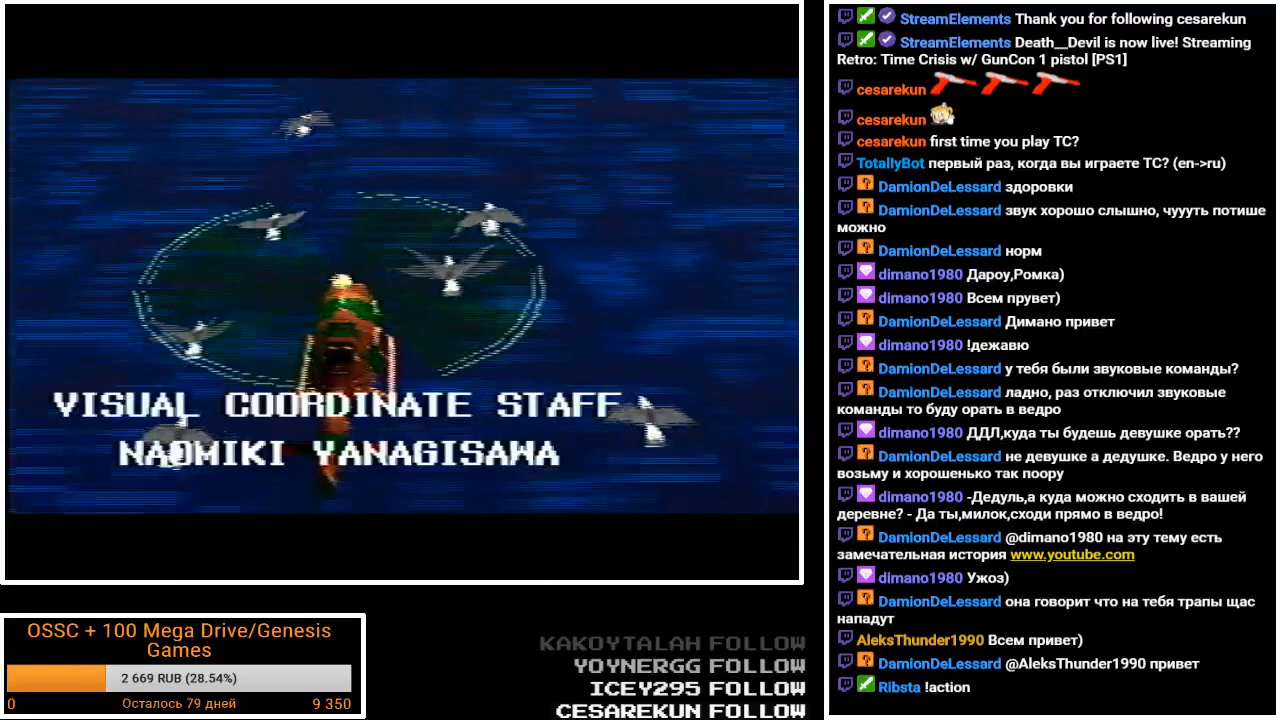 VISUAL COORDINATE STAFF
NAOMIKI YANAGISAWA
OSSC + 100 Mega Drive/Genesis
Games
2 669 RUB (28.54%)
0 Осталось 79 дней 9 350
KAKOYTALAH FOLLOW
YOYNERGG FOLLOW
ICEY295 FOLLOW
CESAREKUN FOLLOW
StreamElements Thank you for following cesarekun
StreamElements Death__Devil is now live! Streaming
Retro: Time Crisis w/ GunCon 1 pistol [PS1]
cesarekun
cesarekun
cesarekun first time you play TC?
TotallyBot первый раз, когда вы играете TC? (en->ru)
DamionDeLessard здоровки
DamionDeLessard звук хорошо слышно, чуууть потише
можно
DamionDeLessard норм
dimano1980 Дароу,Ромка)
dimano1980 Всем прувет)
DamionDeLessard Димано привет
dimano1980 !дежавю
DamionDeLessard у тебя были звуковые команды?
DamionDeLessard ладно, раз отключил звуковые
команды то буду орать в ведро
dimano1980 ДДЛ,куда ты будешь девушке орать??
DamionDeLessard не девушке а дедушке. Ведро у него
возьму и хорошенько так поору
dimano1980 -Дедуль,а куда можно сходить в вашей
деревне? - Да ты,милок,сходи прямо в ведро!
DamionDeLessard @dimano1980 на эту тему есть
замечательная история www.youtube.com
dimano1980 Ужоз)
DamionDeLessard она говорит что на тебя трапы щас
нападут
AleksThunder1990 Всем привет)
DamionDeLessard @AleksThunder1990 привет
Ribsta !action